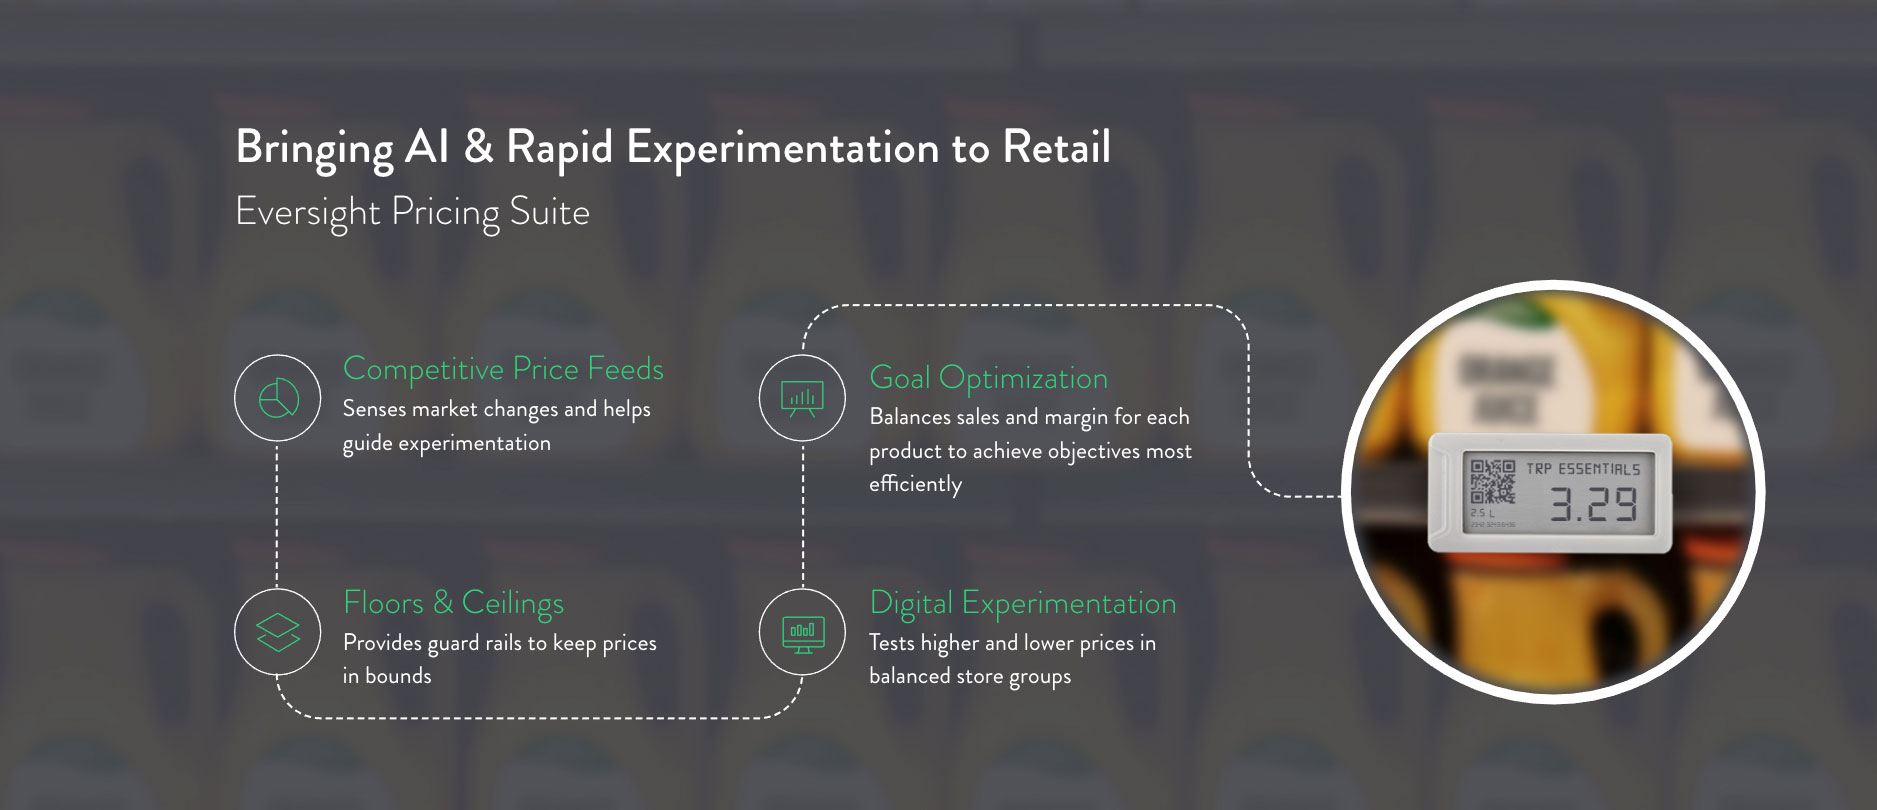 Bringing AI & Rapid Experimentation to Retail
Eversight Pricing Suite
Competitive Price Feeds
Senses market changes and helps
guide experimentation
Floors & Ceilings
Provides guard rails to keep prices
in bounds
Goal Optimization
Balances sales and margin for each
product to achieve objectives most
efficiently
Digital Experimentation
Tests higher and lower prices in
balanced store groups
ORANGE
JUICE
TRP ESSENTIALS
3.29
2.5 L